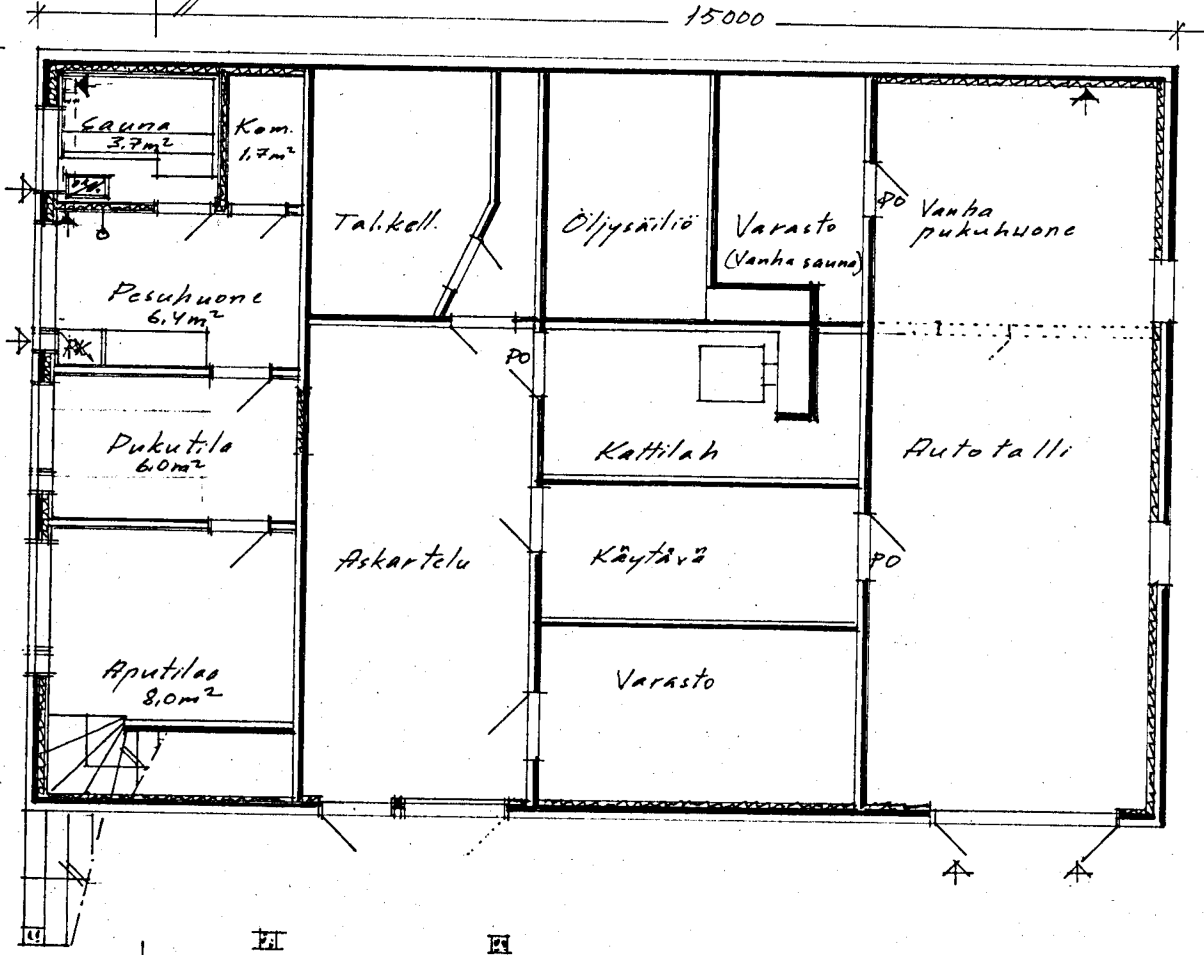 15000
Sauna
3.7m²
Kom.
1,7m²
Tal.kell.
Öljysäiliö
Varasto
(Vanha sauna)
PO
Vanha
pukuhuone
Pesuhuone
6,4m²
PK
PO
Pukutila
6,0m²
Kattilah
Autotalli
Askartelu
Käytävä
PO
Aputilaa
8,0m²
Varasto